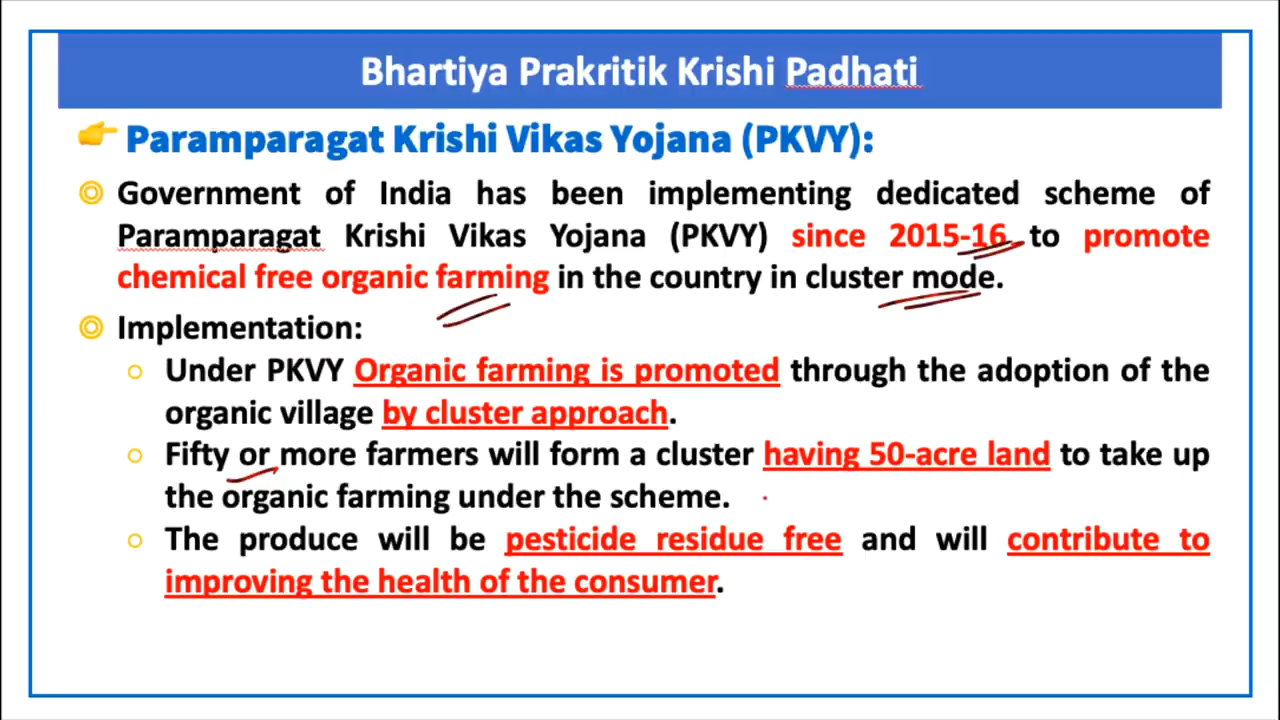 Bhartiya Prakritik Krishi Padhati
Paramparagat Krishi Vikas Yojana (PKVY):
Government of India has been implementing dedicated scheme of
Paramparagat Krishi Vikas Yojana (PKVY) since 2015-16 to promote
chemical free organic farming in the country in cluster mode.
Implementation:
Under PKVY Organic farming is promoted through the adoption of the
organic village by cluster approach.
Fifty or more farmers will form a cluster having 50-acre land to take up
the organic farming under the scheme.
The produce will be pesticide residue free and will contribute to
improving the health of the consumer.